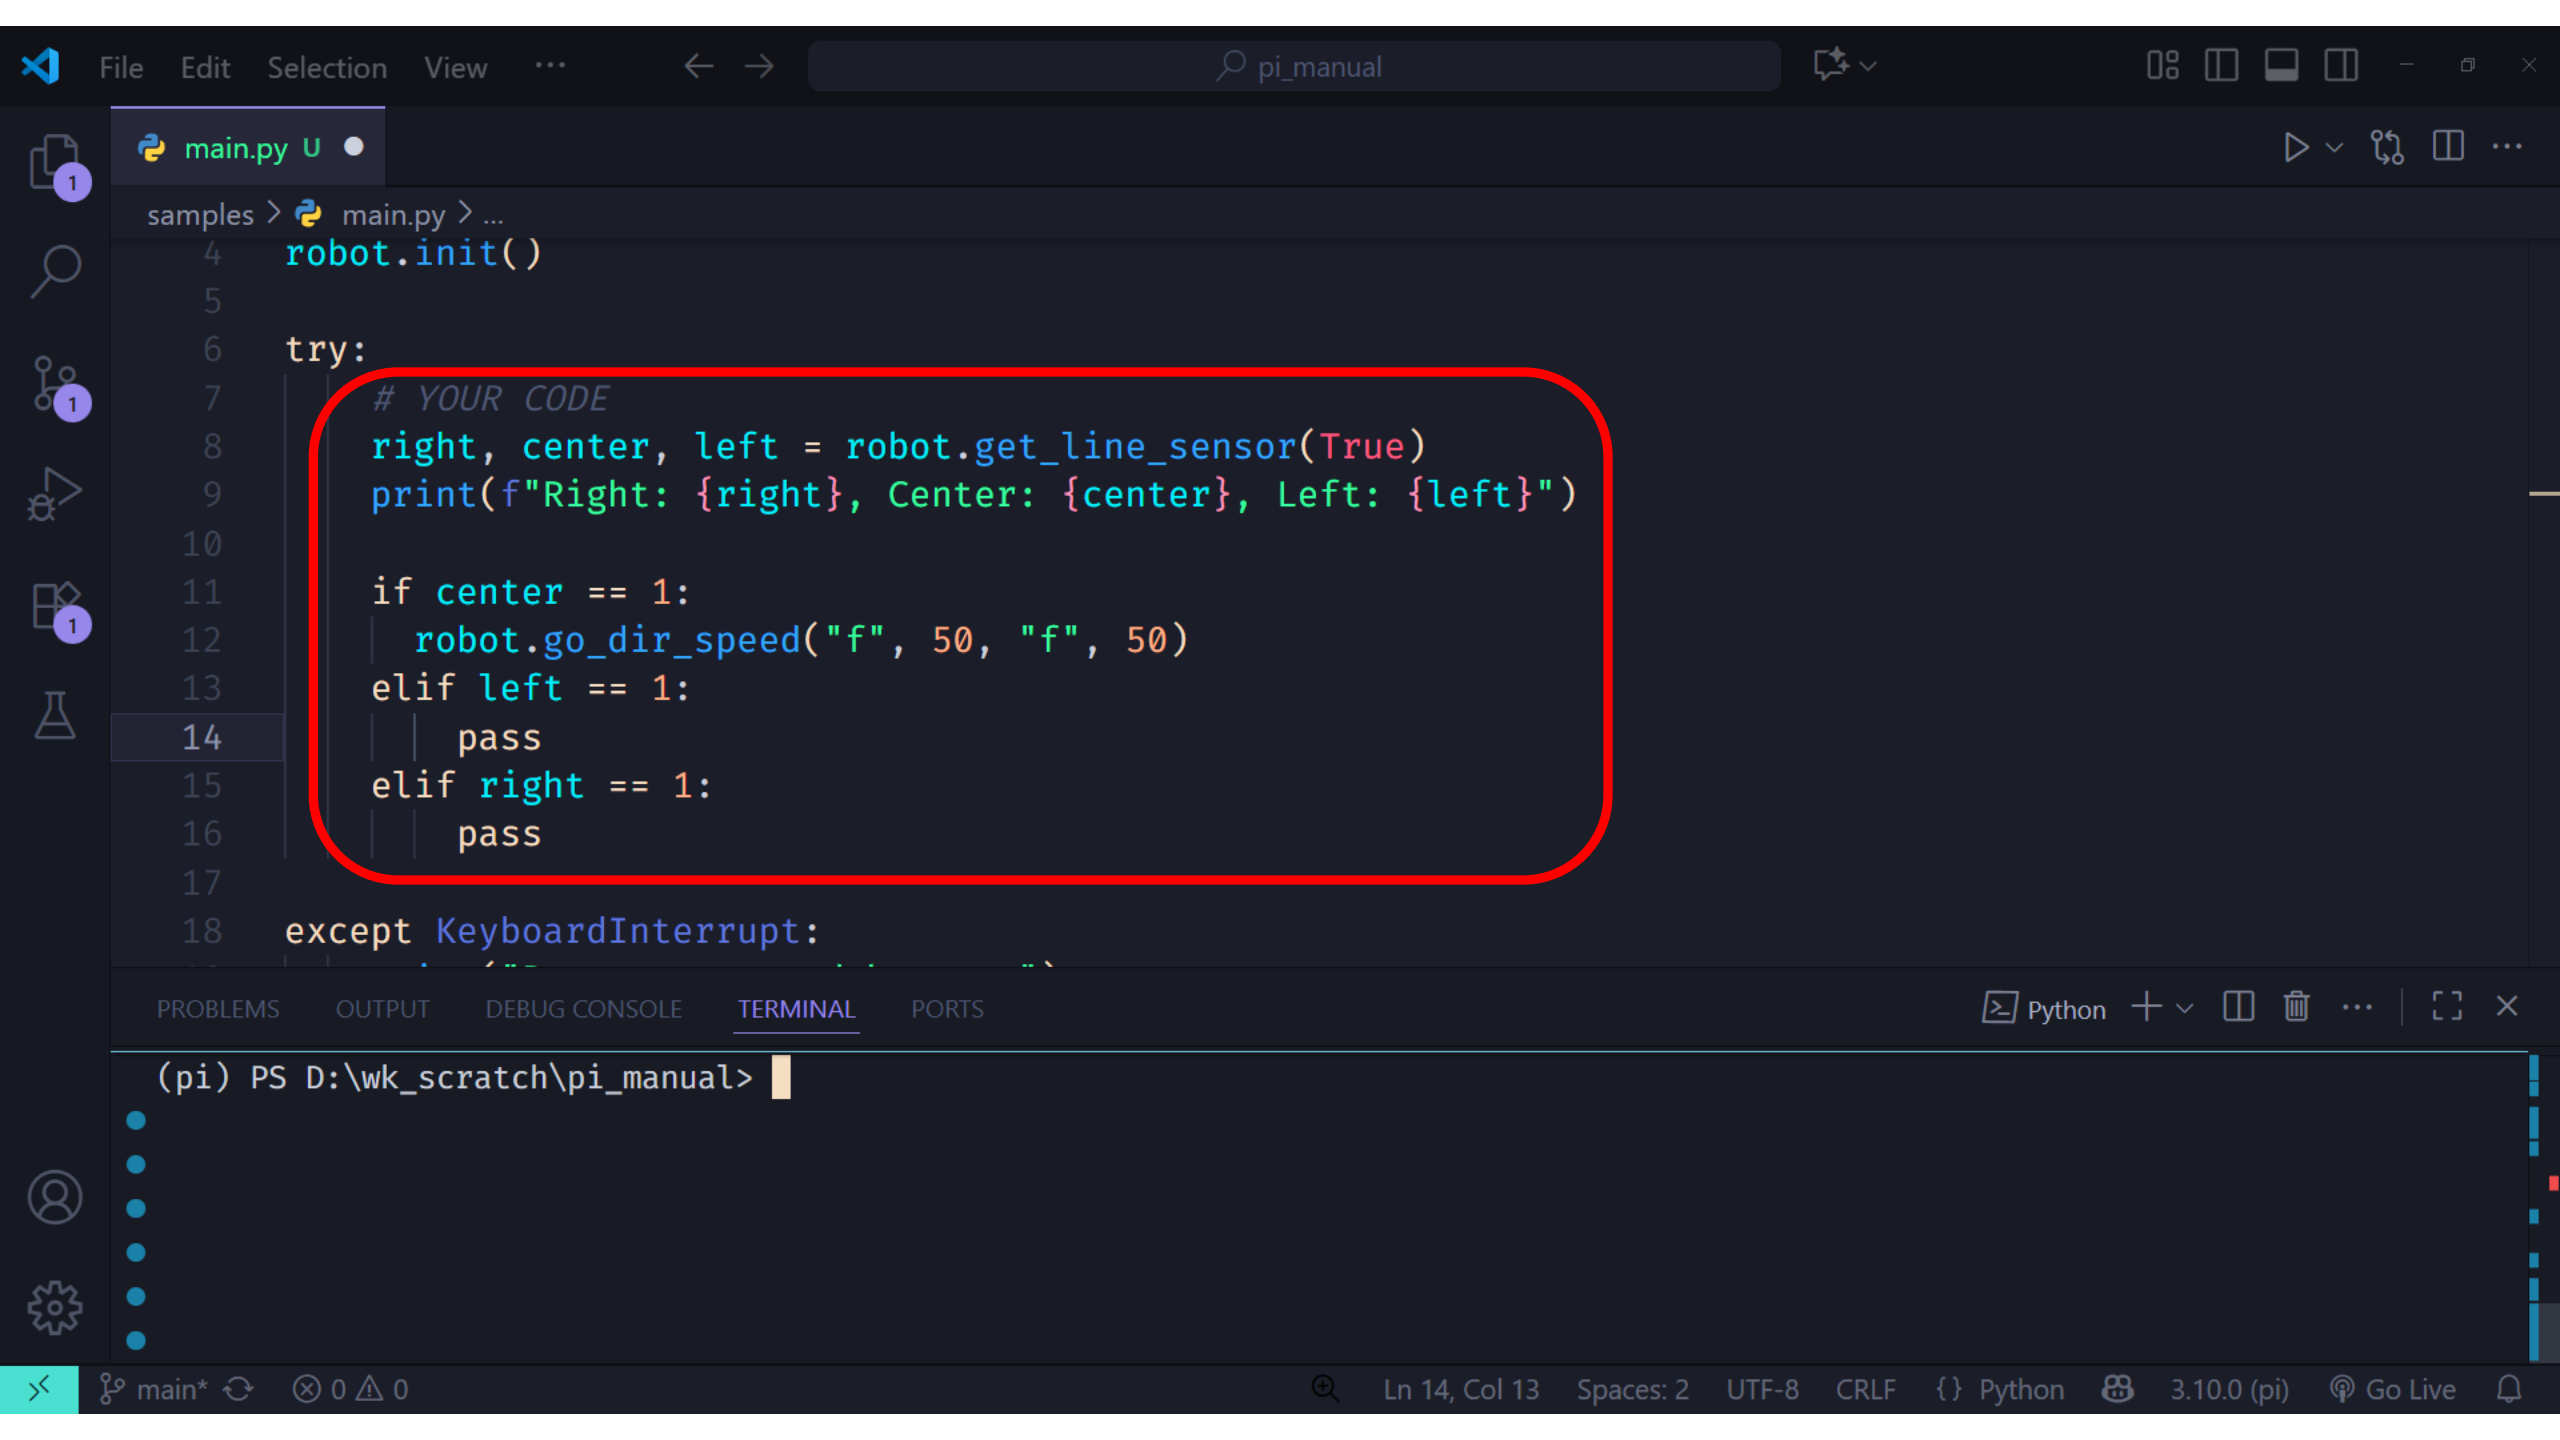 File Edit Selection View ... pi_manual
main.py U
samples > main.py > ...
4 robot.init()
5
6 try:
7 # YOUR CODE
8 right, center, left = robot.get_line_sensor(True)
9 print(f"Right: {right}, Center: {center}, Left: {left}")
10
11 if center == 1:
12 robot.go_dir_speed("f", 50, "f", 50)
13 elif left == 1:
14 pass
15 elif right == 1:
16 pass
17
18 except KeyboardInterrupt:
PROBLEMS OUTPUT DEBUG CONSOLE TERMINAL PORTS Python
(pi) PS D:\wk_scratch\pi_manual>
main* 0 0 Ln 14, Col 13 Spaces: 2 UTF-8 CRLF {} Python 3.10.0 (pi) Go Live
1
1
1